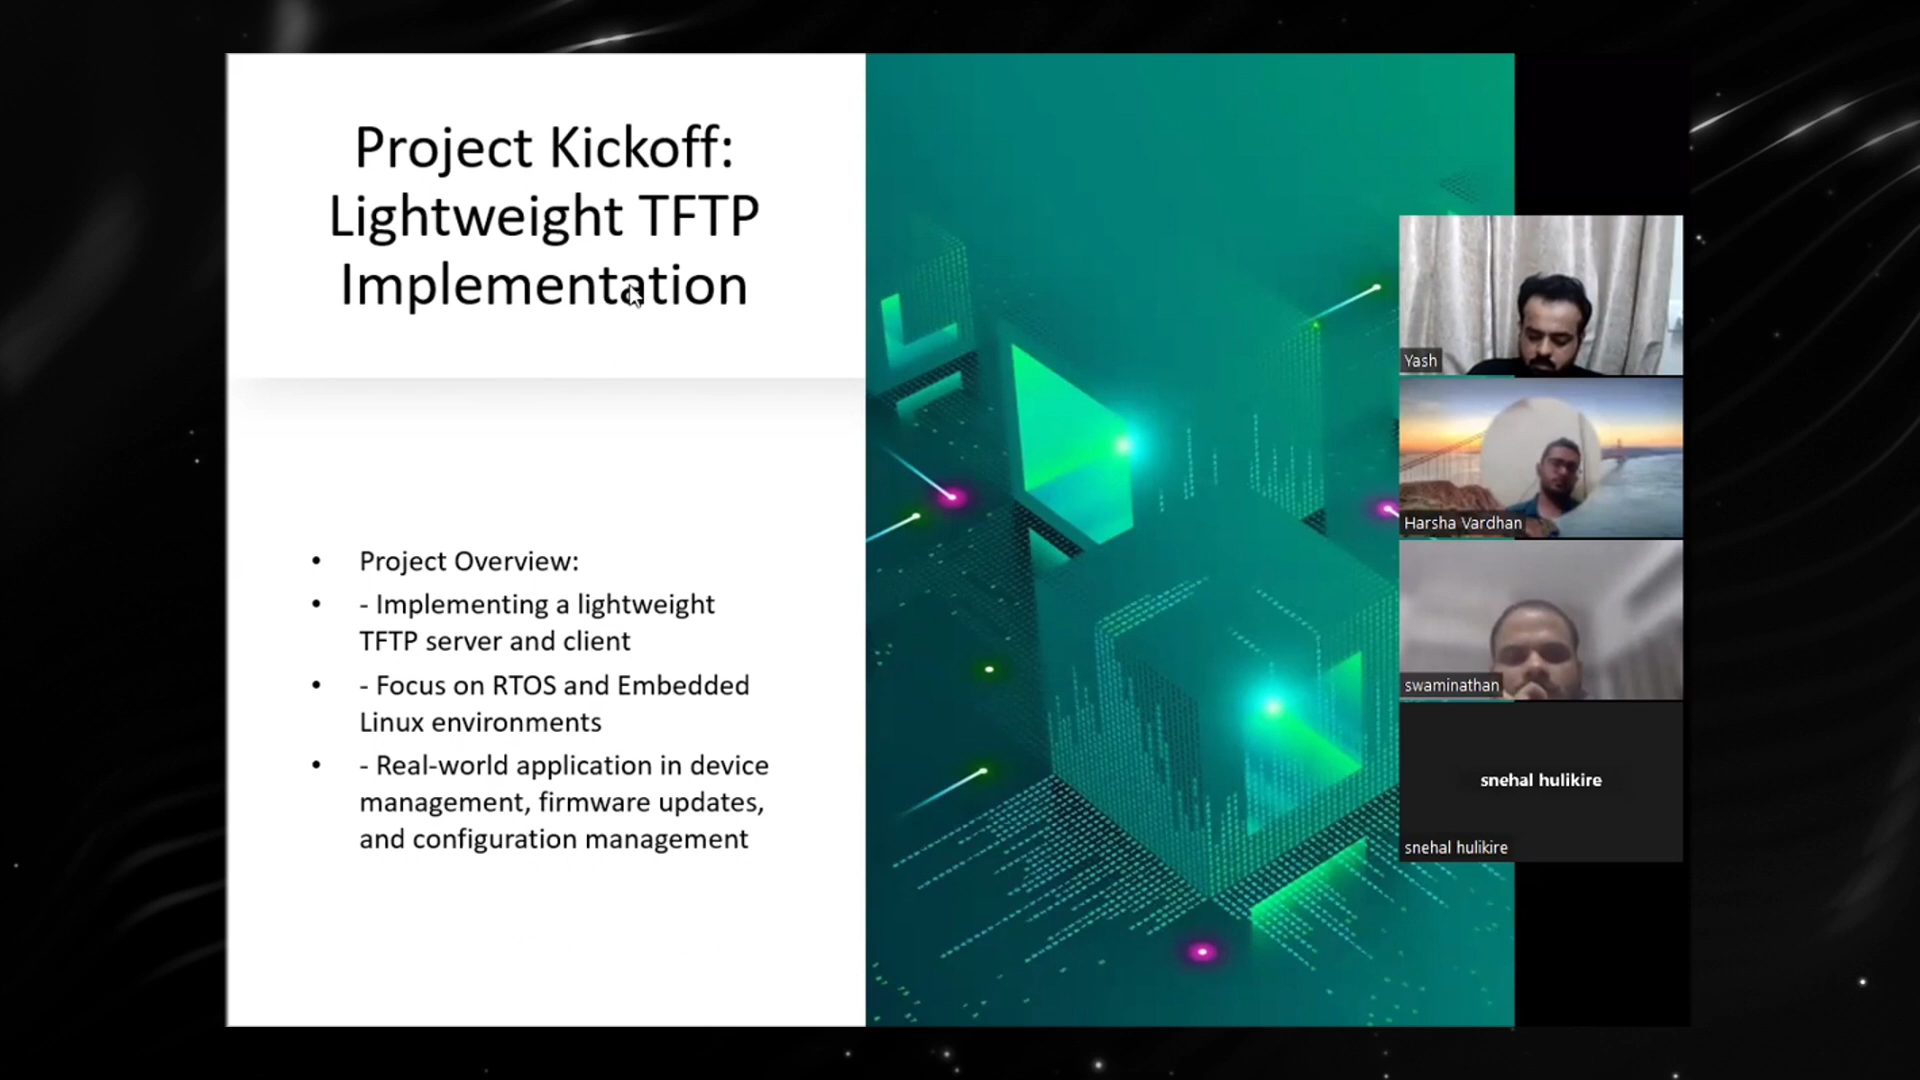 Project Kickoff:
Lightweight TFTP
Implementation
• Project Overview:
• - Implementing a lightweight
TFTP server and client
• - Focus on RTOS and Embedded
Linux environments
• - Real-world application in device
management, firmware updates,
and configuration management
Yash
Harsha Vardhan
swaminathan
snehal hulikire
snehal hulikire